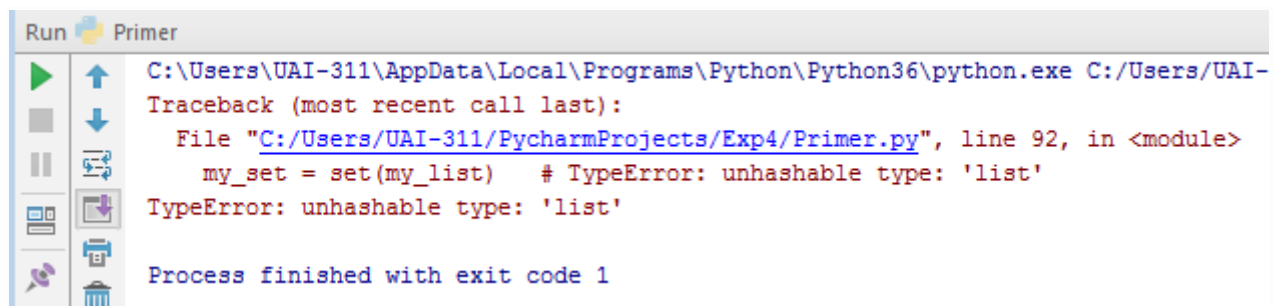 Run Primer
C:\Users\UAI-311\AppData\Local\Programs\Python\Python36\python.exe C:/Users/UAI-
Traceback (most recent call last):
  File "C:/Users/UAI-311/PycharmProjects/Exp4/Primer.py", line 92, in <module>
    my_set = set(my_list)   # TypeError: unhashable type: 'list'
TypeError: unhashable type: 'list'
Process finished with exit code 1